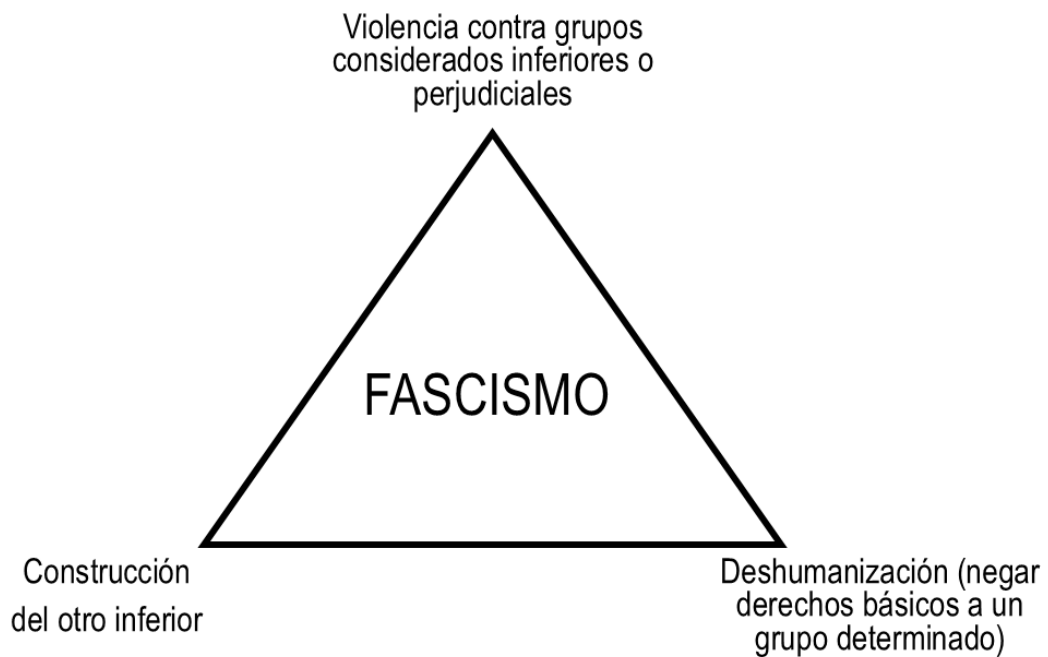 Violencia contra grupos
considerados inferiores o
perjudiciales
FASCISMO
Construcción
del otro inferior
Deshumanización (negar
derechos básicos a un
grupo determinado)